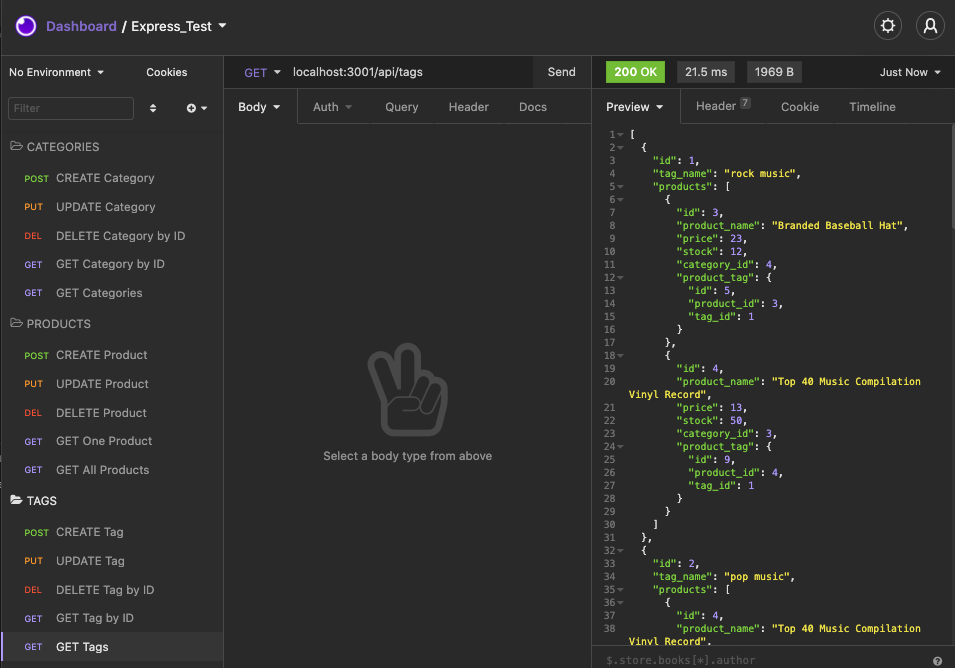 Dashboard / Express_Test
No Environment
Cookies
Filter
CATEGORIES
POST CREATE Category
PUT UPDATE Category
DEL DELETE Category by ID
GET GET Category by ID
GET GET Categories
PRODUCTS
POST CREATE Product
PUT UPDATE Product
DEL DELETE Product
GET GET One Product
GET GET All Products
TAGS
POST CREATE Tag
PUT UPDATE Tag
DEL DELETE Tag by ID
GET GET Tag by ID
GET GET Tags
GET localhost:3001/api/tags Send
Body Auth Query Header Docs
Select a body type from above
200 OK 21.5 ms 1969 B Just Now
Preview Header 7 Cookie Timeline
1 [
2 {
3 "id": 1,
4 "tag_name": "rock music",
5 "products": [
6 {
7 "id": 3,
8 "product_name": "Branded Baseball Hat",
9 "price": 23,
10 "stock": 12,
11 "category_id": 4,
12 "product_tag": {
13 "id": 5,
14 "product_id": 3,
15 "tag_id": 1
16 }
17 },
18 {
19 "id": 4,
20 "product_name": "Top 40 Music Compilation
Vinyl Record",
21 "price": 13,
22 "stock": 50,
23 "category_id": 3,
24 "product_tag": {
25 "id": 9,
26 "product_id": 4,
27 "tag_id": 1
28 }
29 }
30 ]
31 },
32 {
33 "id": 2,
34 "tag_name": "pop music",
35 "products": [
36 {
37 "id": 4,
38 "product_name": "Top 40 Music Compilation
Vinyl Record",
$.store.books[*].author